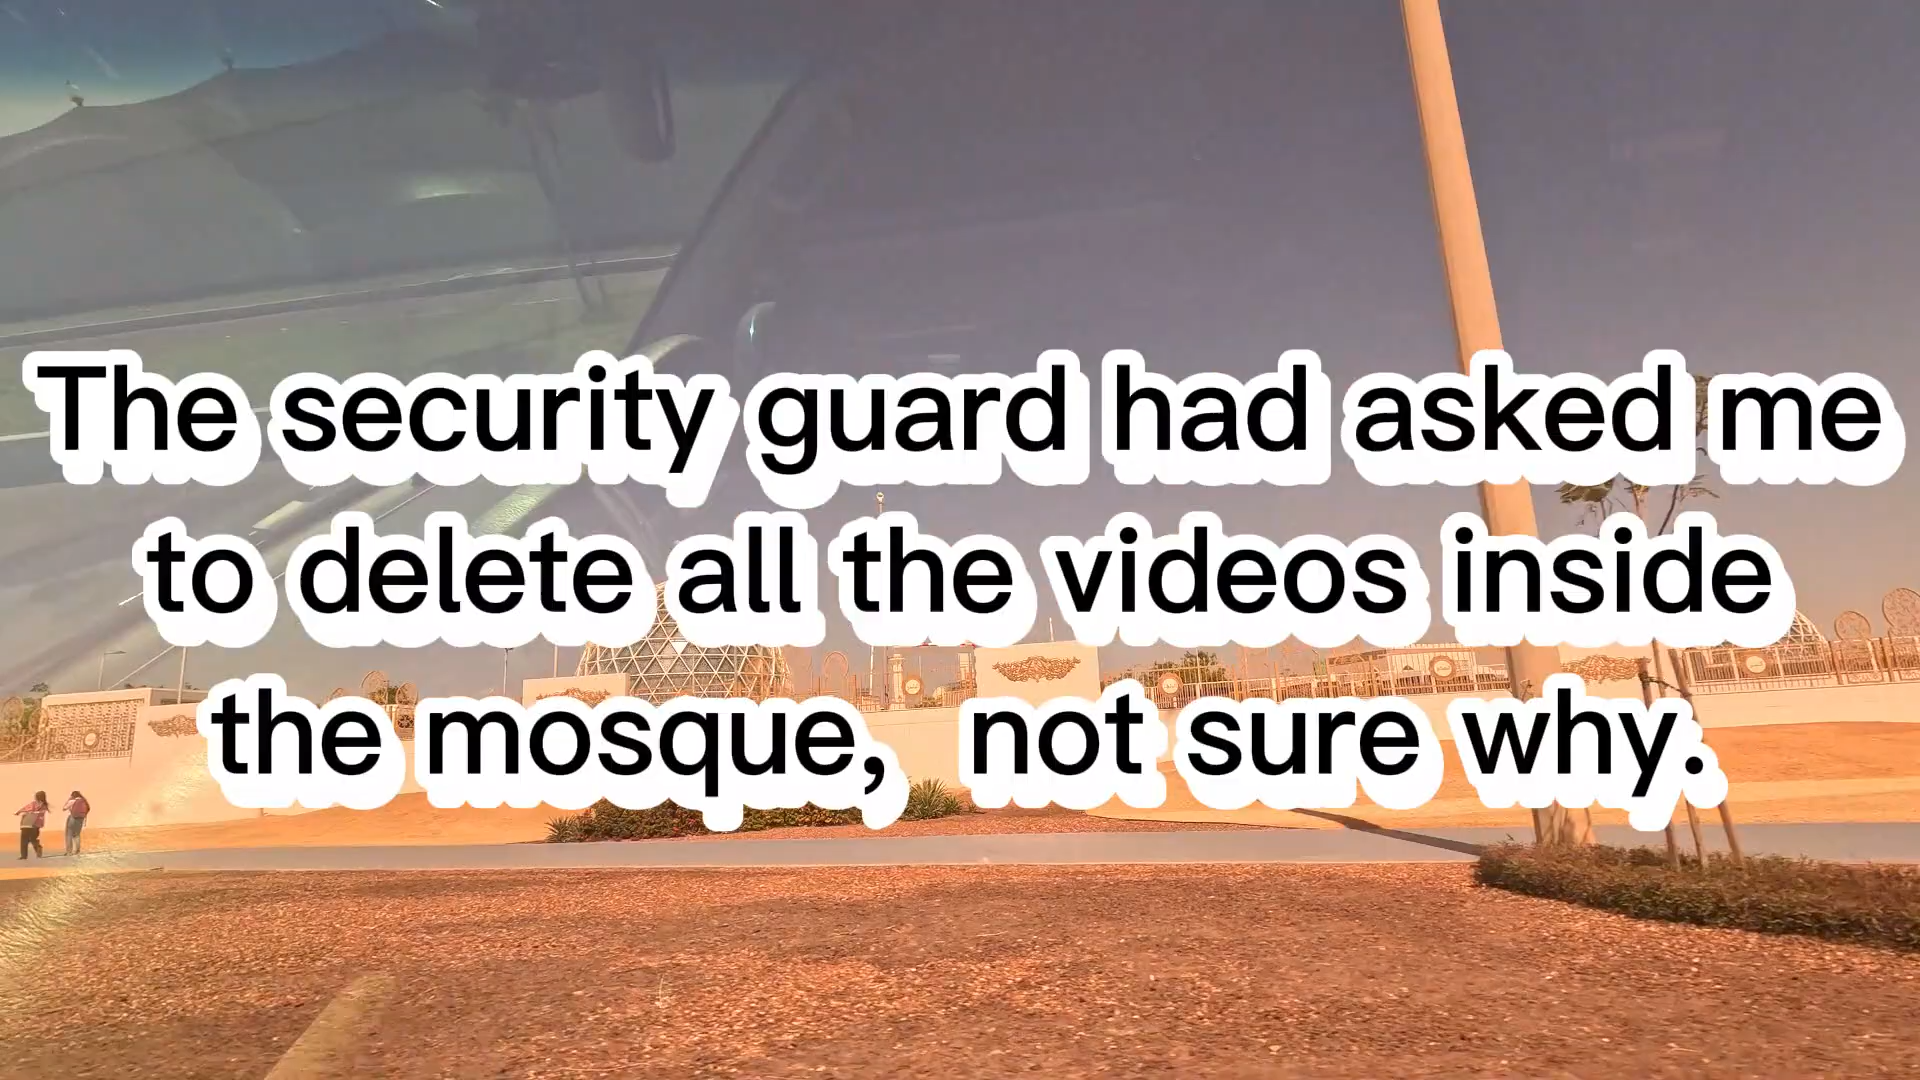 The security guard had asked me
to delete all the videos inside
the mosque, not sure why.